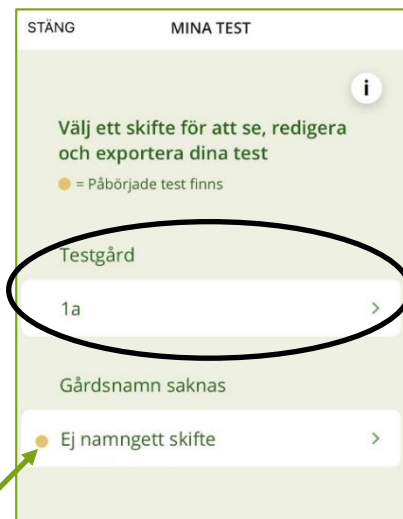 STÄNG MINA TEST
i
Välj ett skifte för att se, redigera
och exportera dina test
= Påbörjade test finns
Testgård
1a >
Gårdsnamn saknas
Ej namngett skifte >